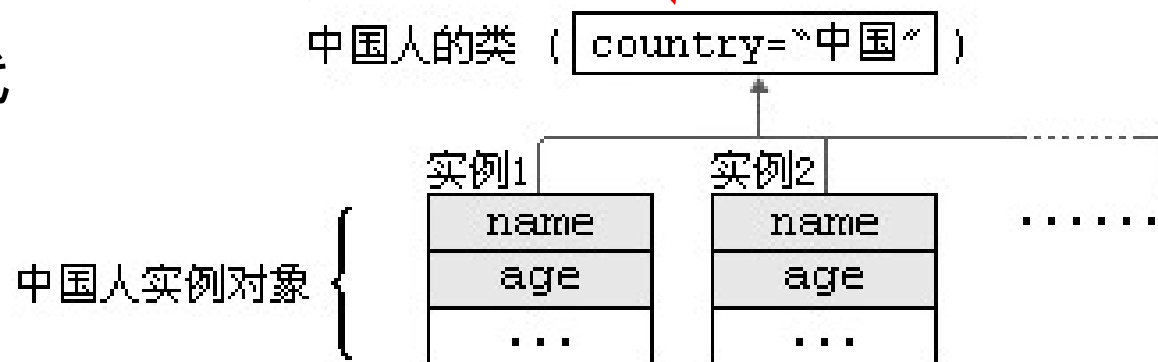 中国人的类 ( country="中国" )
实例1 实例2
name name ......
age age
中国人实例对象
... ...